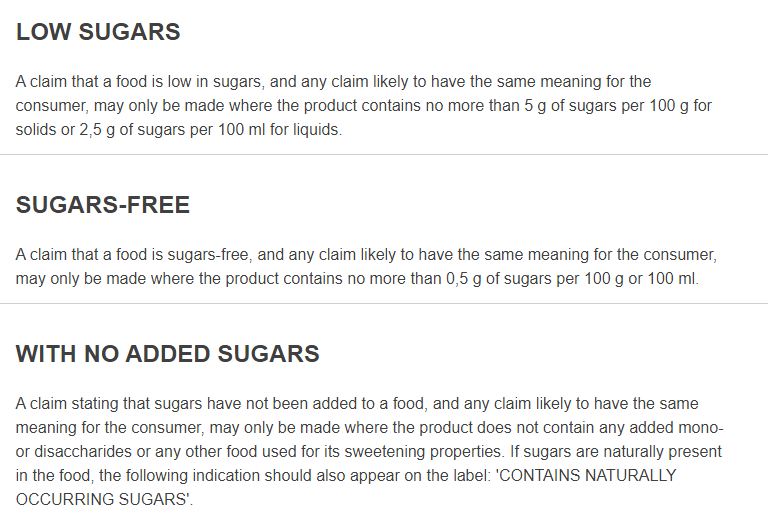 LOW SUGARS
A claim that a food is low in sugars, and any claim likely to have the same meaning for the
consumer, may only be made where the product contains no more than 5 g of sugars per 100 g for
solids or 2,5 g of sugars per 100 ml for liquids.
SUGARS-FREE
A claim that a food is sugars-free, and any claim likely to have the same meaning for the consumer,
may only be made where the product contains no more than 0,5 g of sugars per 100 g or 100 ml.
WITH NO ADDED SUGARS
A claim stating that sugars have not been added to a food, and any claim likely to have the same
meaning for the consumer, may only be made where the product does not contain any added mono-
or disaccharides or any other food used for its sweetening properties. If sugars are naturally present
in the food, the following indication should also appear on the label: 'CONTAINS NATURALLY
OCCURRING SUGARS'.